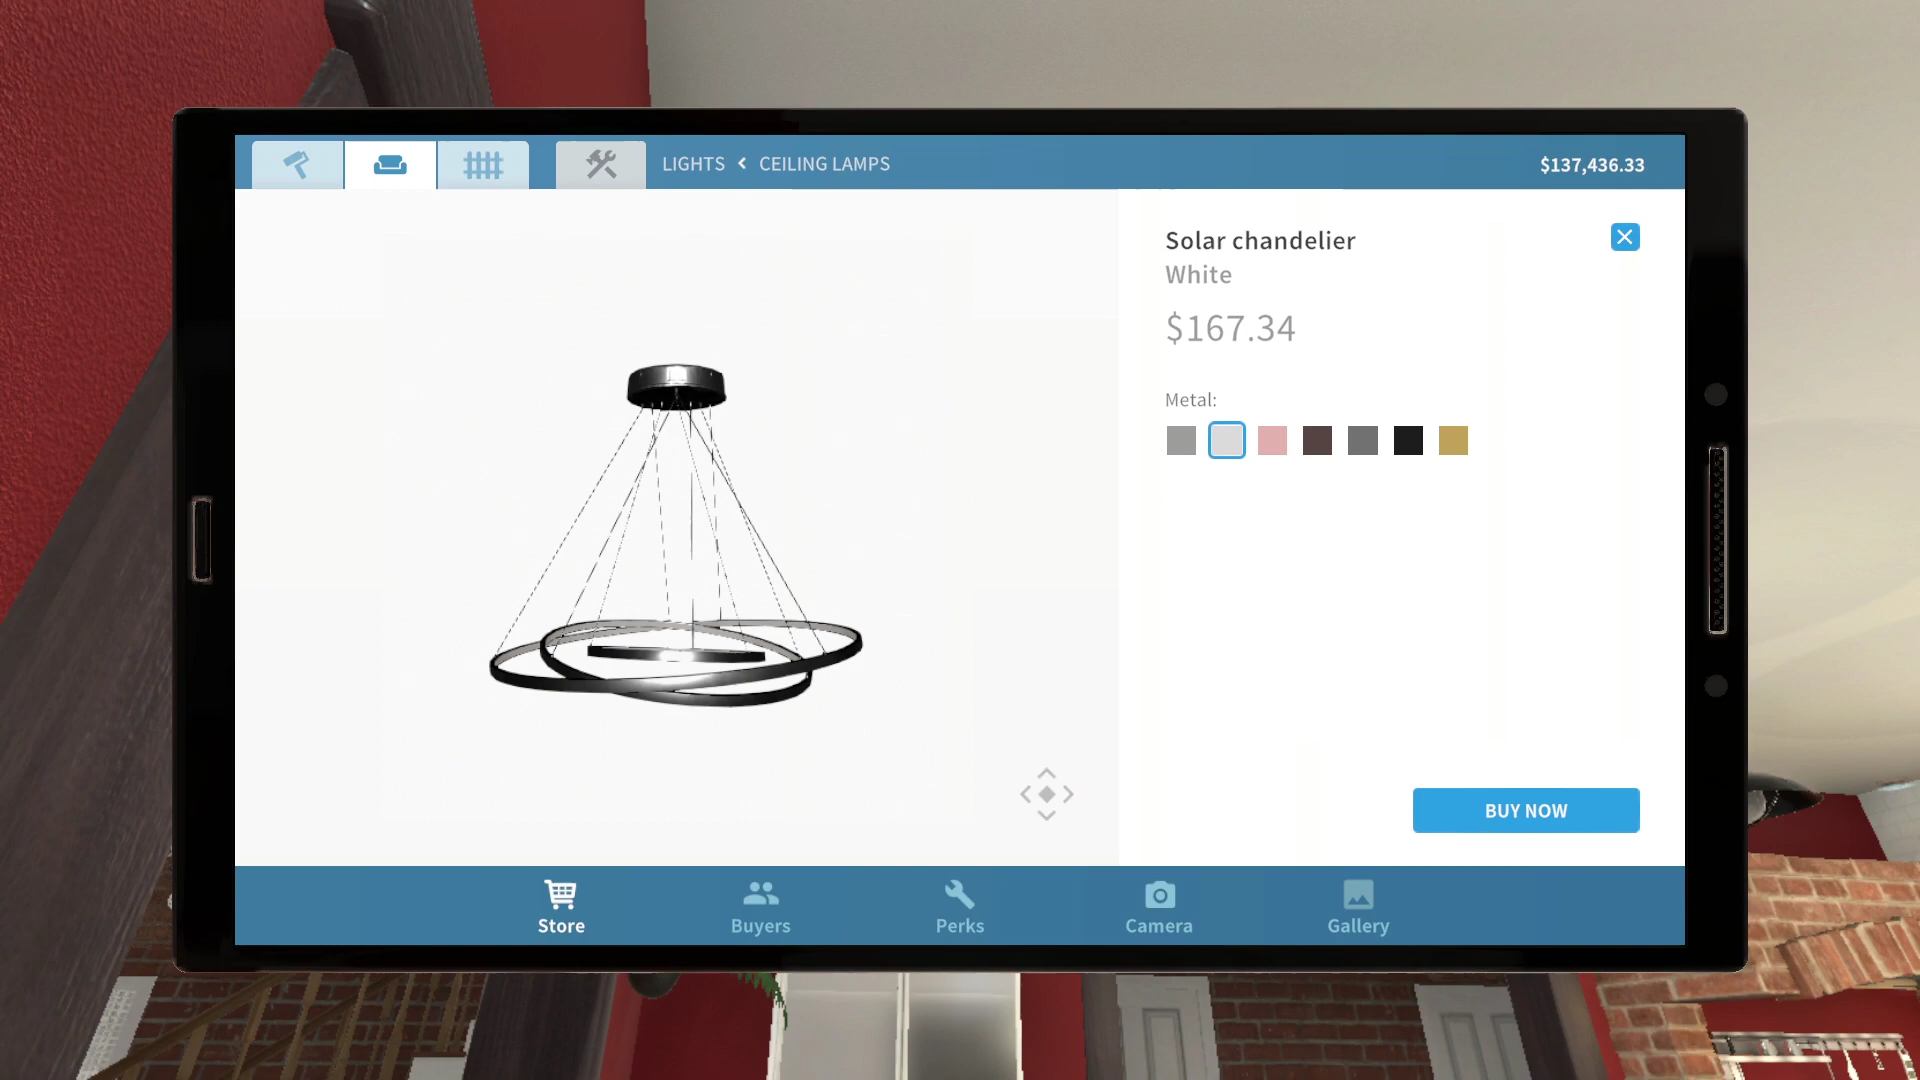 LIGHTS < CEILING LAMPS
$137,436.33
Solar chandelier
White
$167.34
Metal:
BUY NOW
Store
Buyers
Perks
Camera
Gallery